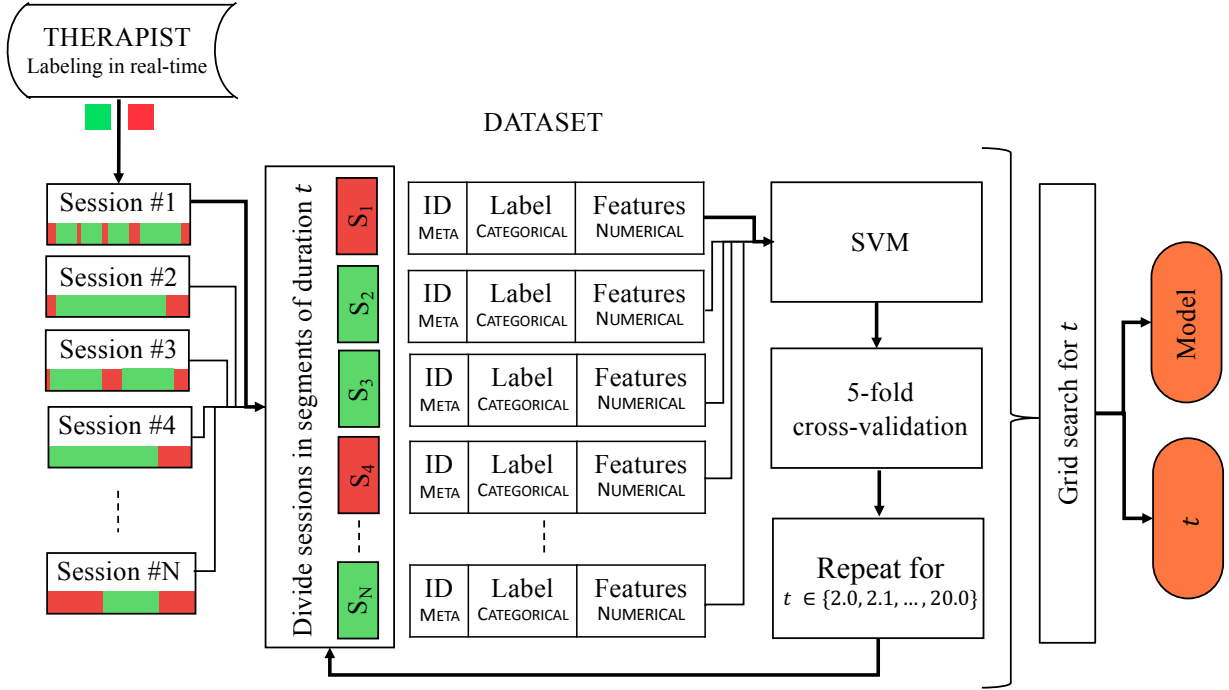 THERAPIST
Labeling in real-time
DATASET
Session #1
Session #2
Session #3
Session #4
Session #N
Divide sessions in segments of duration t
S1
S2
S3
S4
SN
ID Label Features
META CATEGORICAL NUMERICAL
ID Label Features
META CATEGORICAL NUMERICAL
ID Label Features
META CATEGORICAL NUMERICAL
ID Label Features
META CATEGORICAL NUMERICAL
ID Label Features
META CATEGORICAL NUMERICAL
SVM
5-fold
cross-validation
Repeat for
t ∈ {2.0, 2.1, … , 20.0}
Grid search for t
Model
t